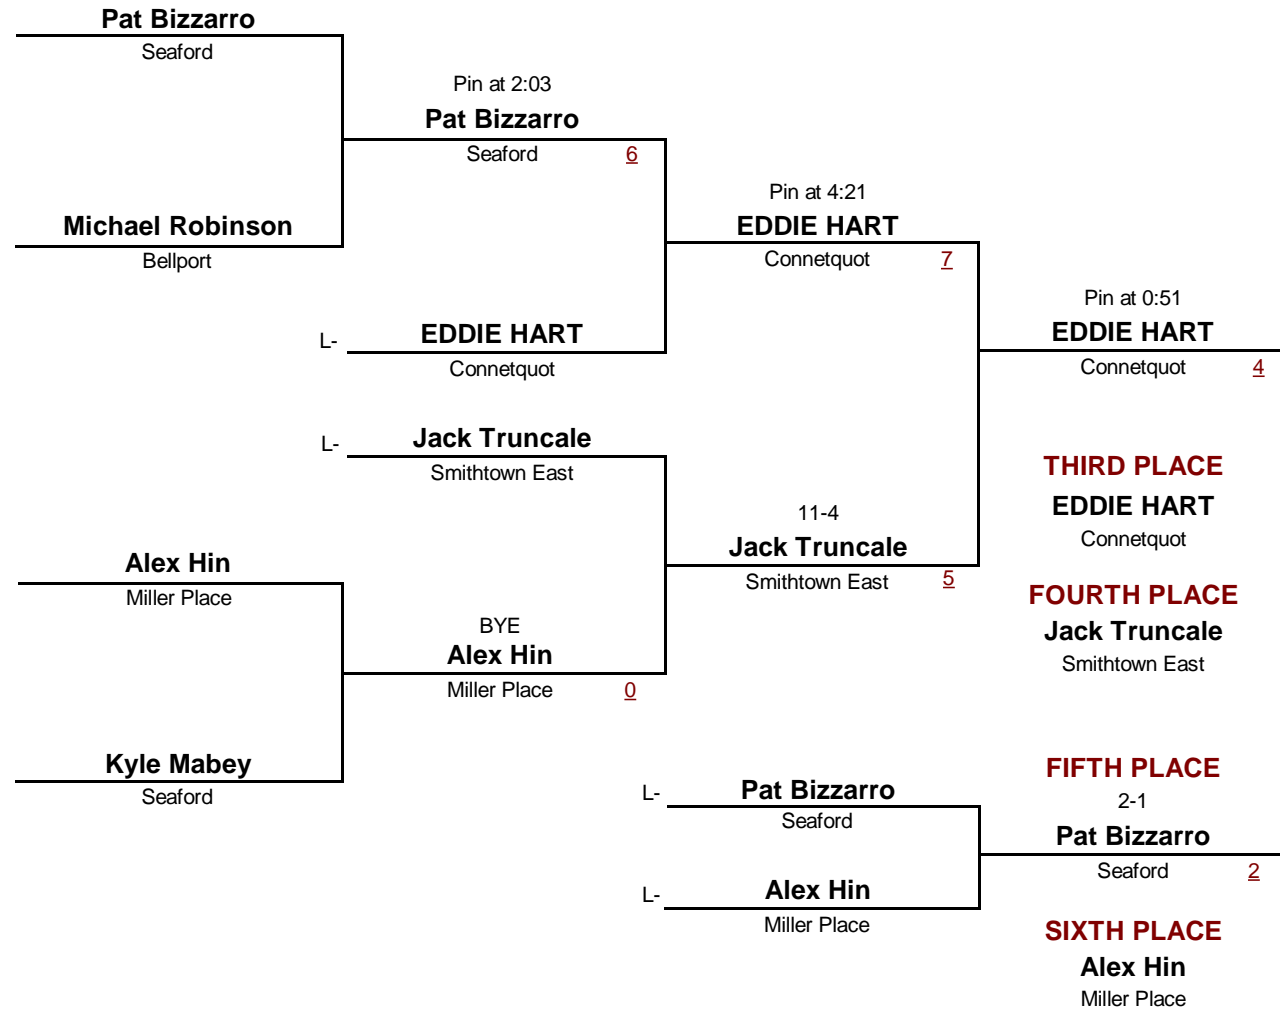 Pat Bizzarro
Seaford
Pin at 2:03
Pat Bizzarro
Seaford 6
Pin at 4:21
Michael Robinson
EDDIE HART
Bellport
Connetquot 7
Pin at 0:51
L- EDDIE HART
EDDIE HART
Connetquot
Connetquot 4
L- Jack Truncale
Smithtown East
THIRD PLACE
EDDIE HART
11-4
Connetquot
Jack Truncale
Alex Hin
Smithtown East 5
Miller Place
FOURTH PLACE
BYE
Jack Truncale
Alex Hin
Smithtown East
Miller Place 0
Kyle Mabey
FIFTH PLACE
Seaford
L- Pat Bizzarro
2-1
Seaford
Pat Bizzarro
Seaford 2
L- Alex Hin
Miller Place
SIXTH PLACE
Alex Hin
Miller Place